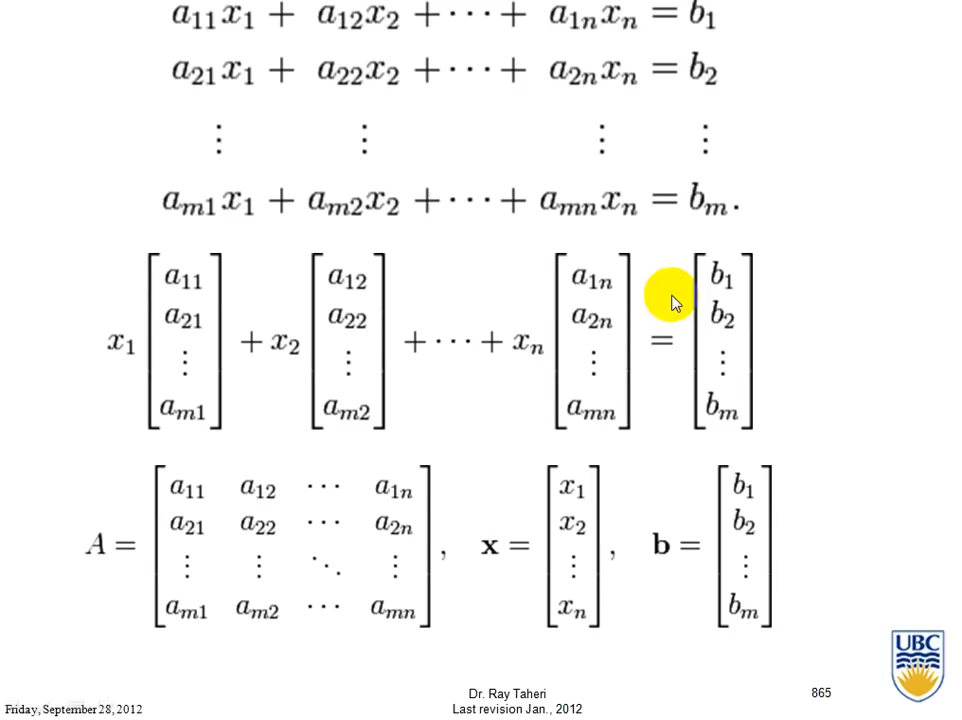 a₁₁x₁ + a₁₂x₂ + ⋯ + a₁ₙxₙ = b₁
a₂₁x₁ + a₂₂x₂ + ⋯ + a₂ₙxₙ = b₂
⋮ ⋮ ⋮ ⋮
aₘ₁x₁ + aₘ₂x₂ + ⋯ + aₘₙxₙ = bₘ.
x₁ [a₁₁ a₂₁ ⋮ aₘ₁] + x₂ [a₁₂ a₂₂ ⋮ aₘ₂] + ⋯ + xₙ [a₁ₙ a₂ₙ ⋮ aₘₙ] = [b₁ b₂ ⋮ bₘ]
A = [a₁₁ a₁₂ ⋯ a₁ₙ; a₂₁ a₂₂ ⋯ a₂ₙ; ⋮ ⋮ ⋱ ⋮; aₘ₁ aₘ₂ ⋯ aₘₙ], x = [x₁ x₂ ⋮ xₙ], b = [b₁ b₂ ⋮ bₘ]
UBC
Friday, September 28, 2012
Dr. Ray Taheri
Last revision Jan., 2012
865